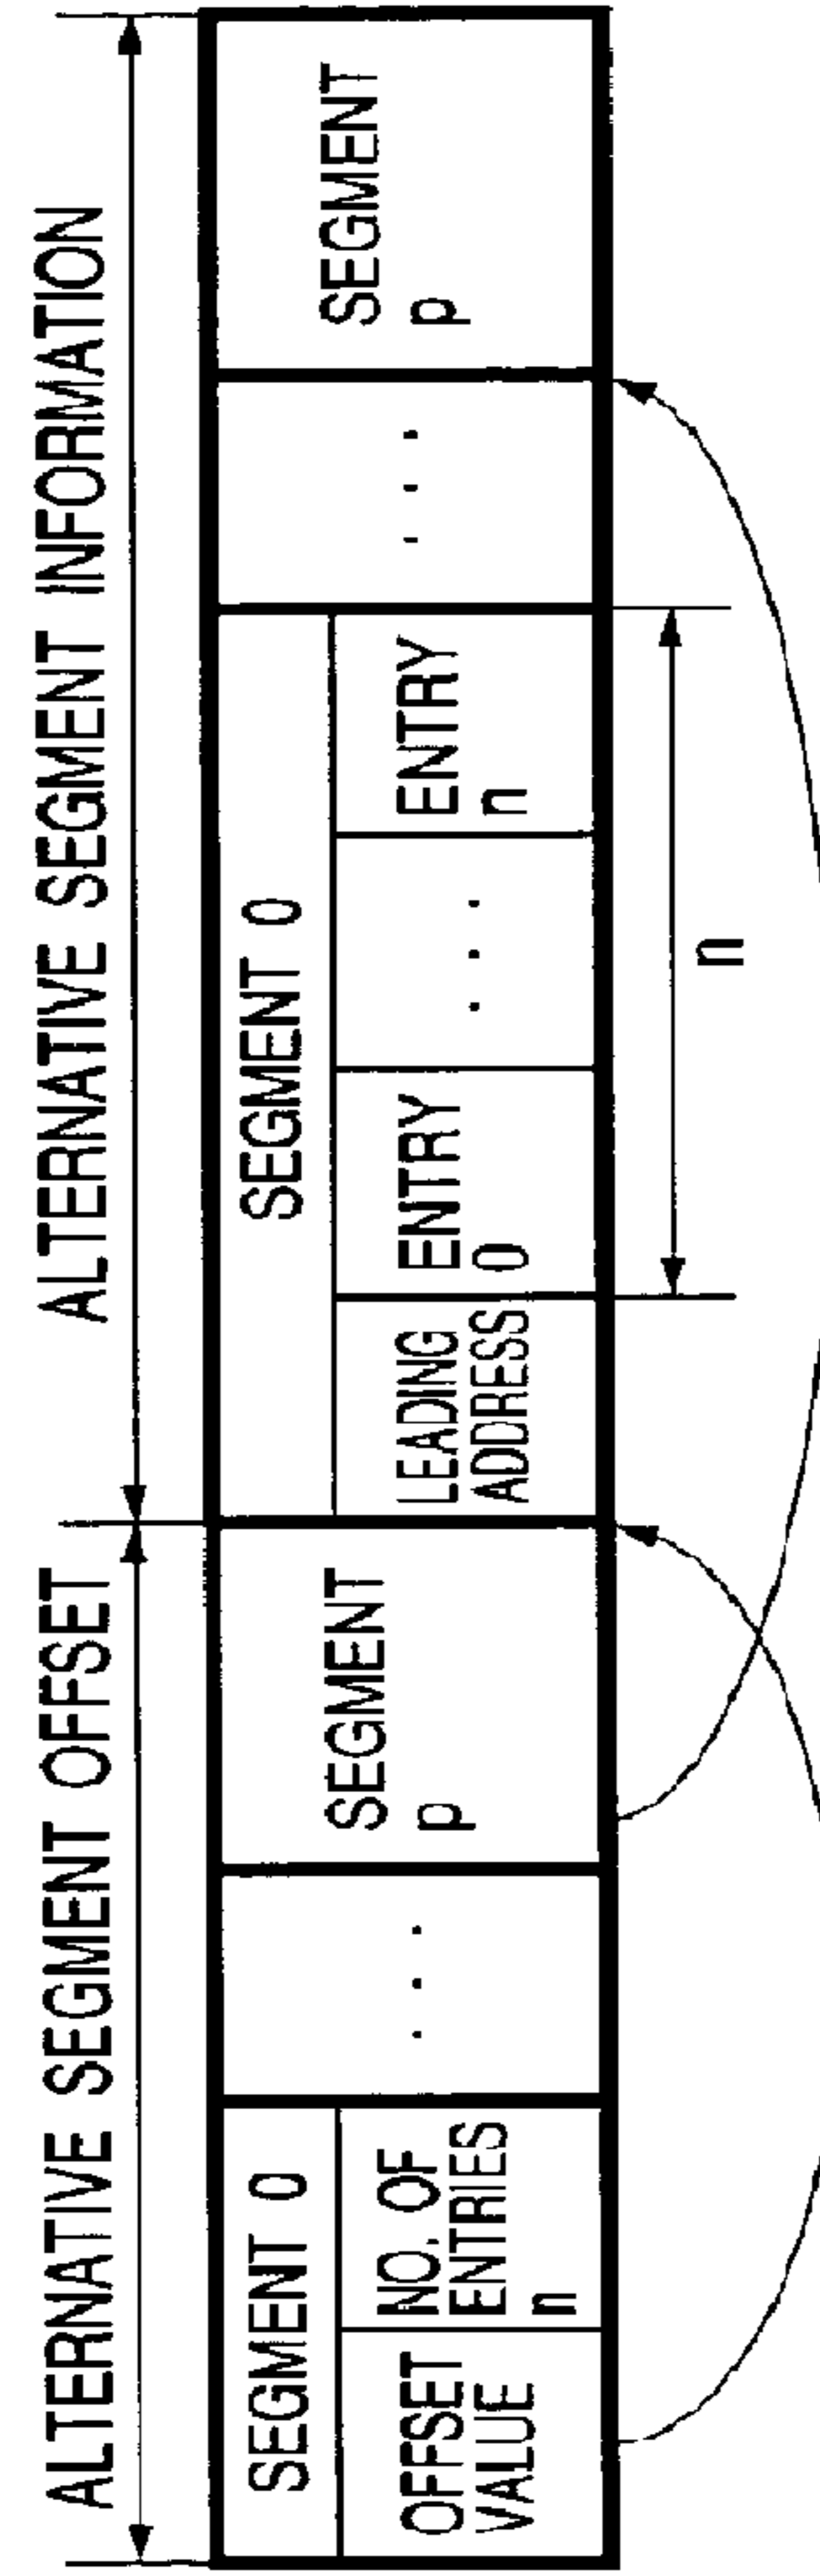 ALTERNATIVE SEGMENT OFFSET
ALTERNATIVE SEGMENT INFORMATION
SEGMENT 0
OFFSET
VALUE
NO. OF
ENTRIES
n
. . .
SEGMENT
p
SEGMENT 0
LEADING
ADDRESS
ENTRY
0
. . .
ENTRY
n
. . .
SEGMENT
p
n